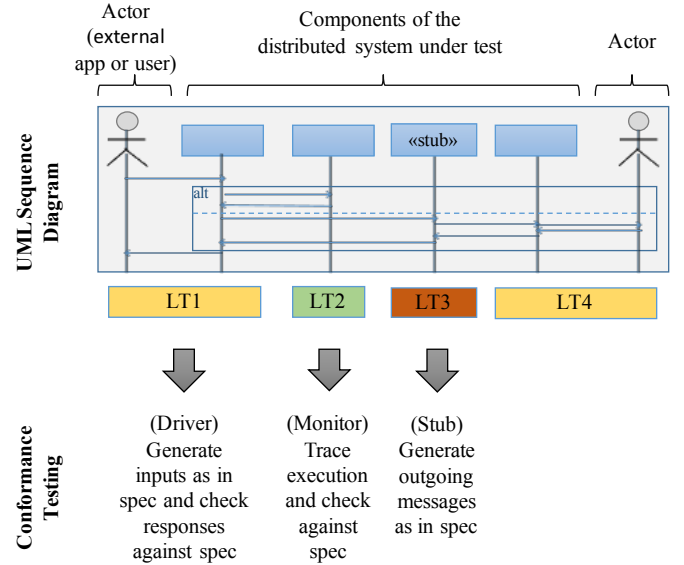 Actor
(external
app or user)
Components of the
distributed system under test
Actor
UML Sequence
Diagram
«stub»
alt
LT1
LT2
LT3
LT4
Conformance
Testing
(Driver)
Generate
inputs as in
spec and check
responses
against spec
(Monitor)
Trace
execution
and check
against
spec
(Stub)
Generate
outgoing
messages
as in spec